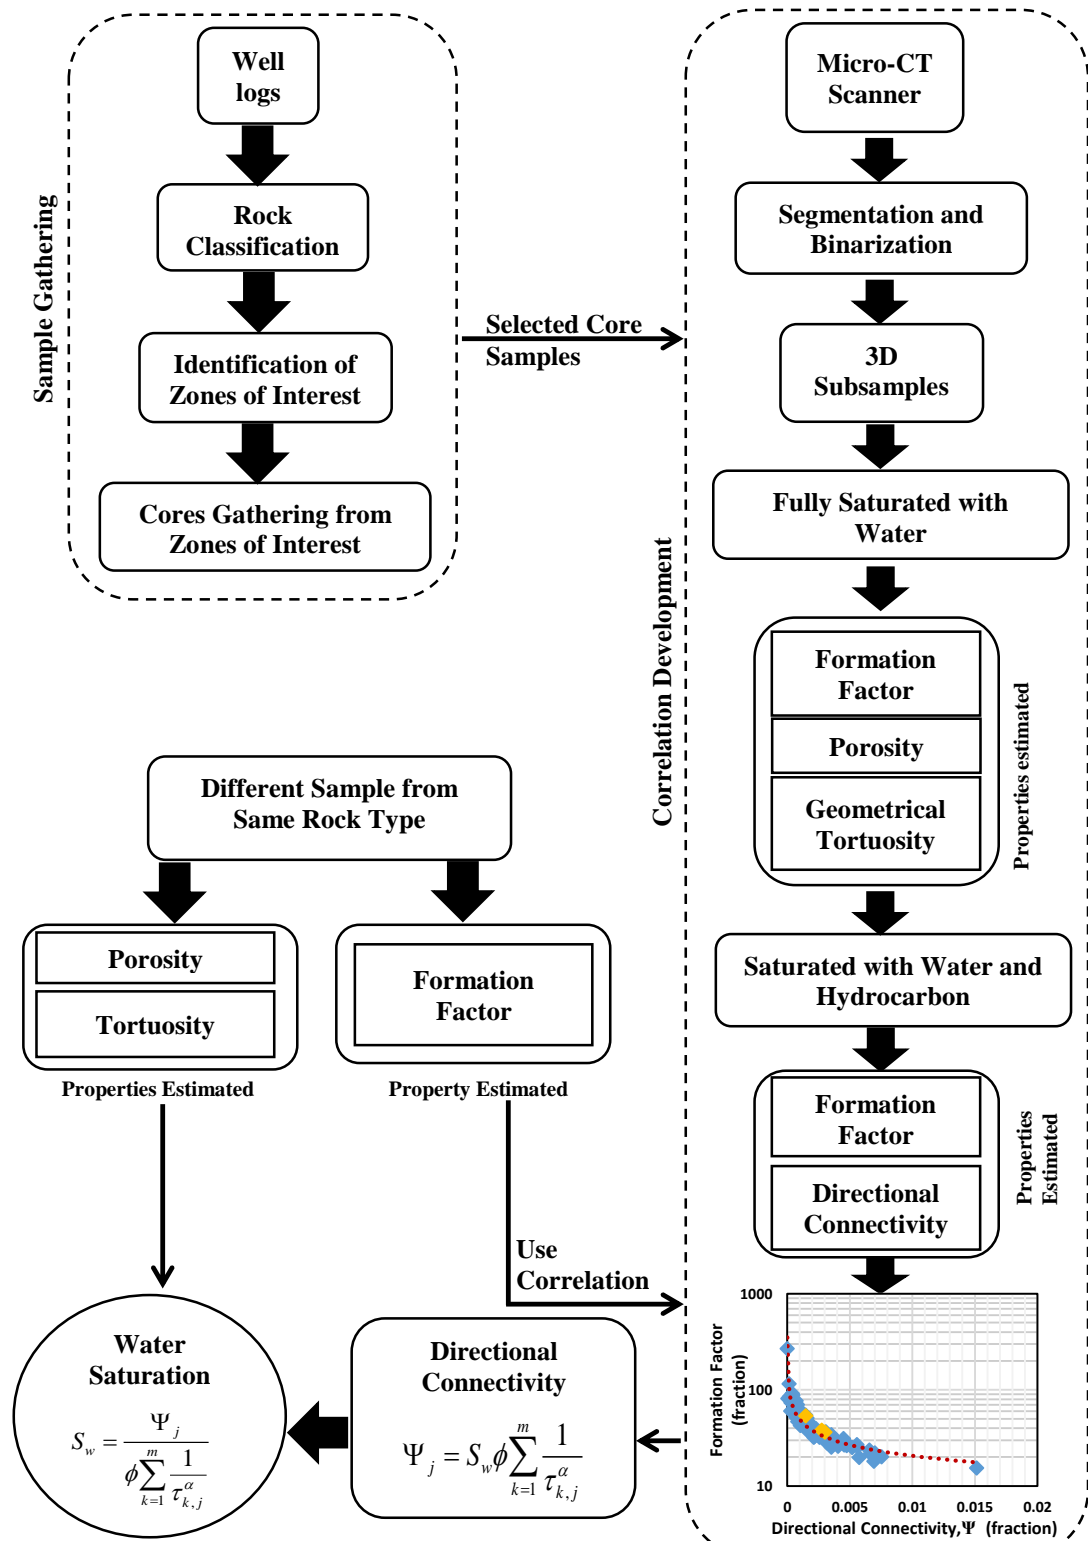 Sample Gathering
Well
logs
Rock
Classification
Identification of
Zones of Interest
Cores Gathering from
Zones of Interest
Selected Core
Samples
Correlation Development
Micro-CT
Scanner
Segmentation and
Binarization
3D
Subsamples
Fully Saturated with
Water
Formation
Factor
Porosity
Geometrical
Tortuosity
Properties estimated
Saturated with Water and
Hydrocarbon
Formation
Factor
Directional
Connectivity
Properties
Estimated
Formation Factor
(fraction)
1000
100
10
0 0.005 0.01 0.015 0.02
Directional Connectivity,Ψ (fraction)
Different Sample from
Same Rock Type
Porosity
Tortuosity
Properties Estimated
Formation
Factor
Property Estimated
Use
Correlation
Directional
Connectivity
Ψ_j = S_w ϕ ∑_{k=1}^{m} 1/τ_{k,j}^{α}
Water
Saturation
S_w = Ψ_j / (ϕ ∑_{k=1}^{m} 1/τ_{k,j}^{α})